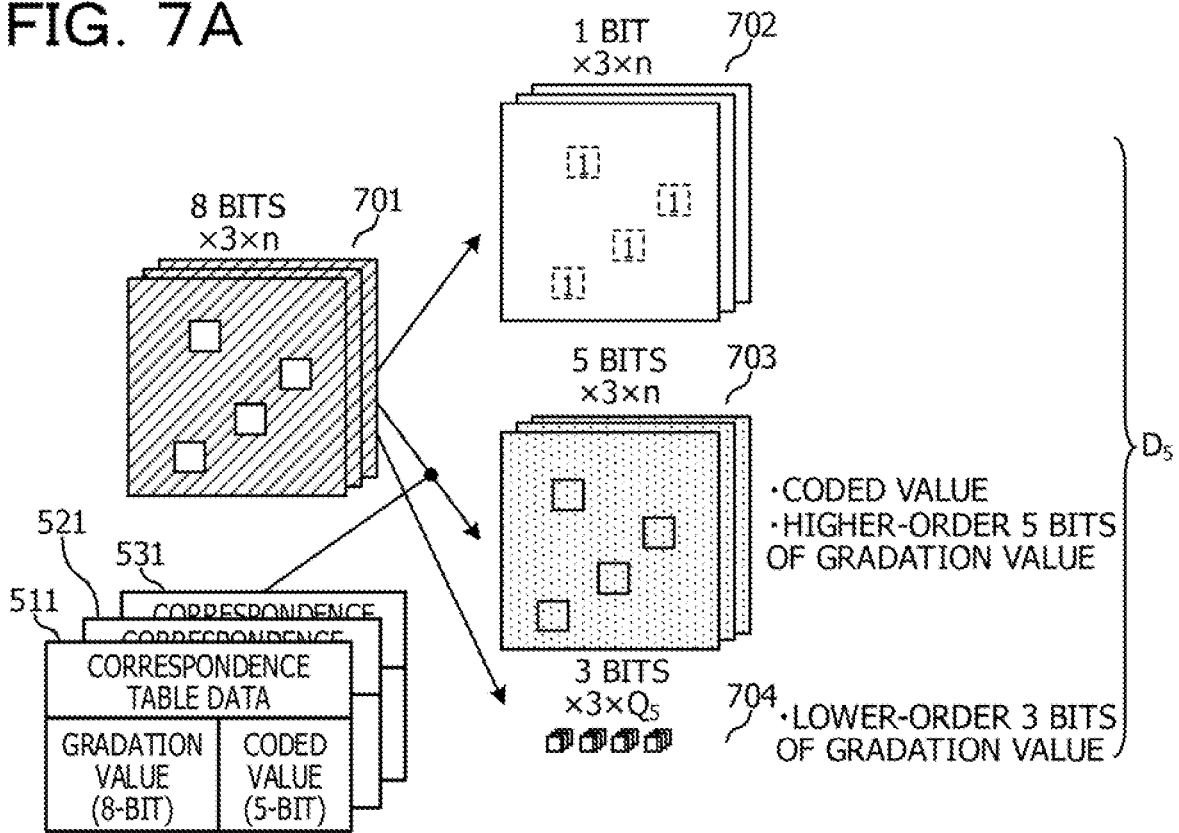 FIG. 7A
1 BIT
×3×n
702
8 BITS
×3×n
701
1
1
1
1
5 BITS
×3×n
703
D₅
·CODED VALUE
·HIGHER-ORDER 5 BITS
OF GRADATION VALUE
521
531
511
CORRESPONDENCE
CORRESPONDENCE
CORRESPONDENCE
TABLE DATA
GRADATION
VALUE
(8-BIT)
CODED
VALUE
(5-BIT)
3 BITS
×3×Q₅
704
·LOWER-ORDER 3 BITS
OF GRADATION VALUE